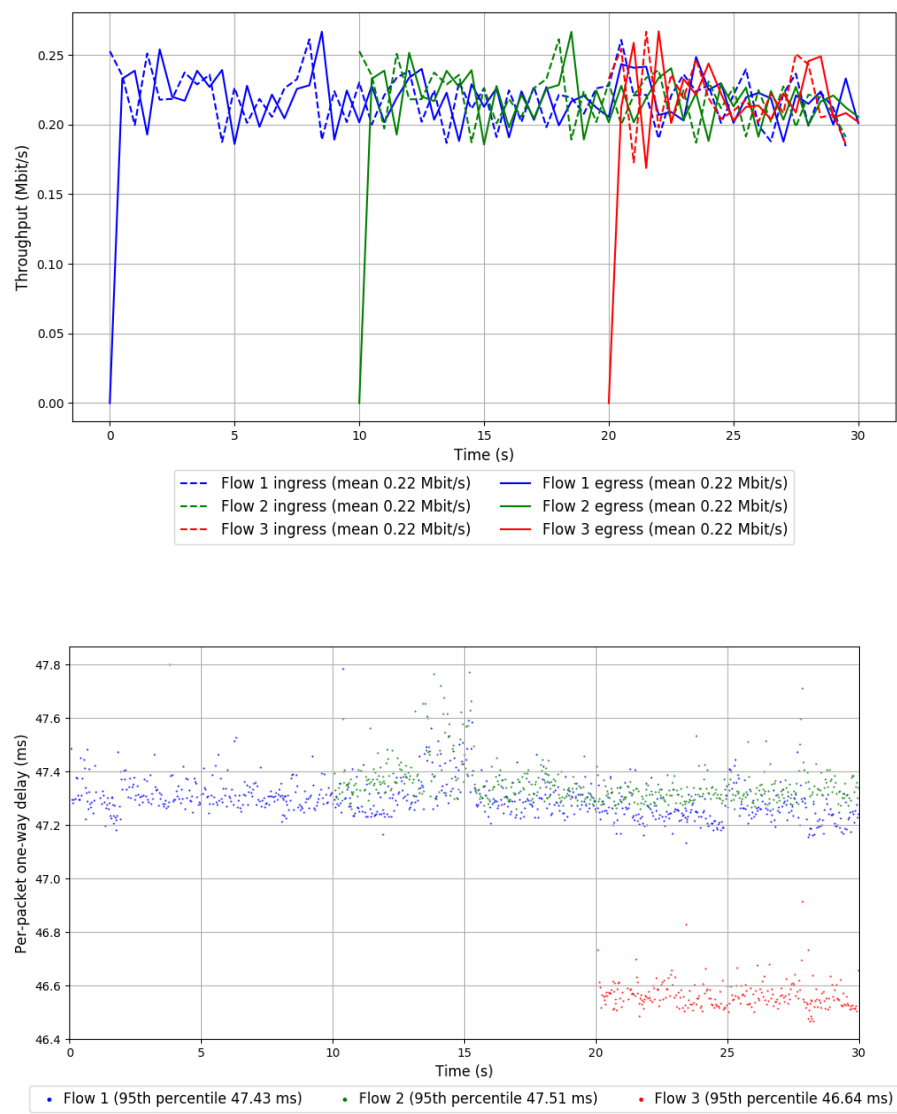 0.25
0.20
0.15
0.10
0.05
0.00
Throughput (Mbit/s)
0 5 10 15 20 25 30
Time (s)
Flow 1 ingress (mean 0.22 Mbit/s) Flow 1 egress (mean 0.22 Mbit/s)
Flow 2 ingress (mean 0.22 Mbit/s) Flow 2 egress (mean 0.22 Mbit/s)
Flow 3 ingress (mean 0.22 Mbit/s) Flow 3 egress (mean 0.22 Mbit/s)
47.8
47.6
47.4
47.2
47.0
46.8
46.6
46.4
Per-packet one-way delay (ms)
0 5 10 15 20 25 30
Time (s)
Flow 1 (95th percentile 47.43 ms) Flow 2 (95th percentile 47.51 ms) Flow 3 (95th percentile 46.64 ms)